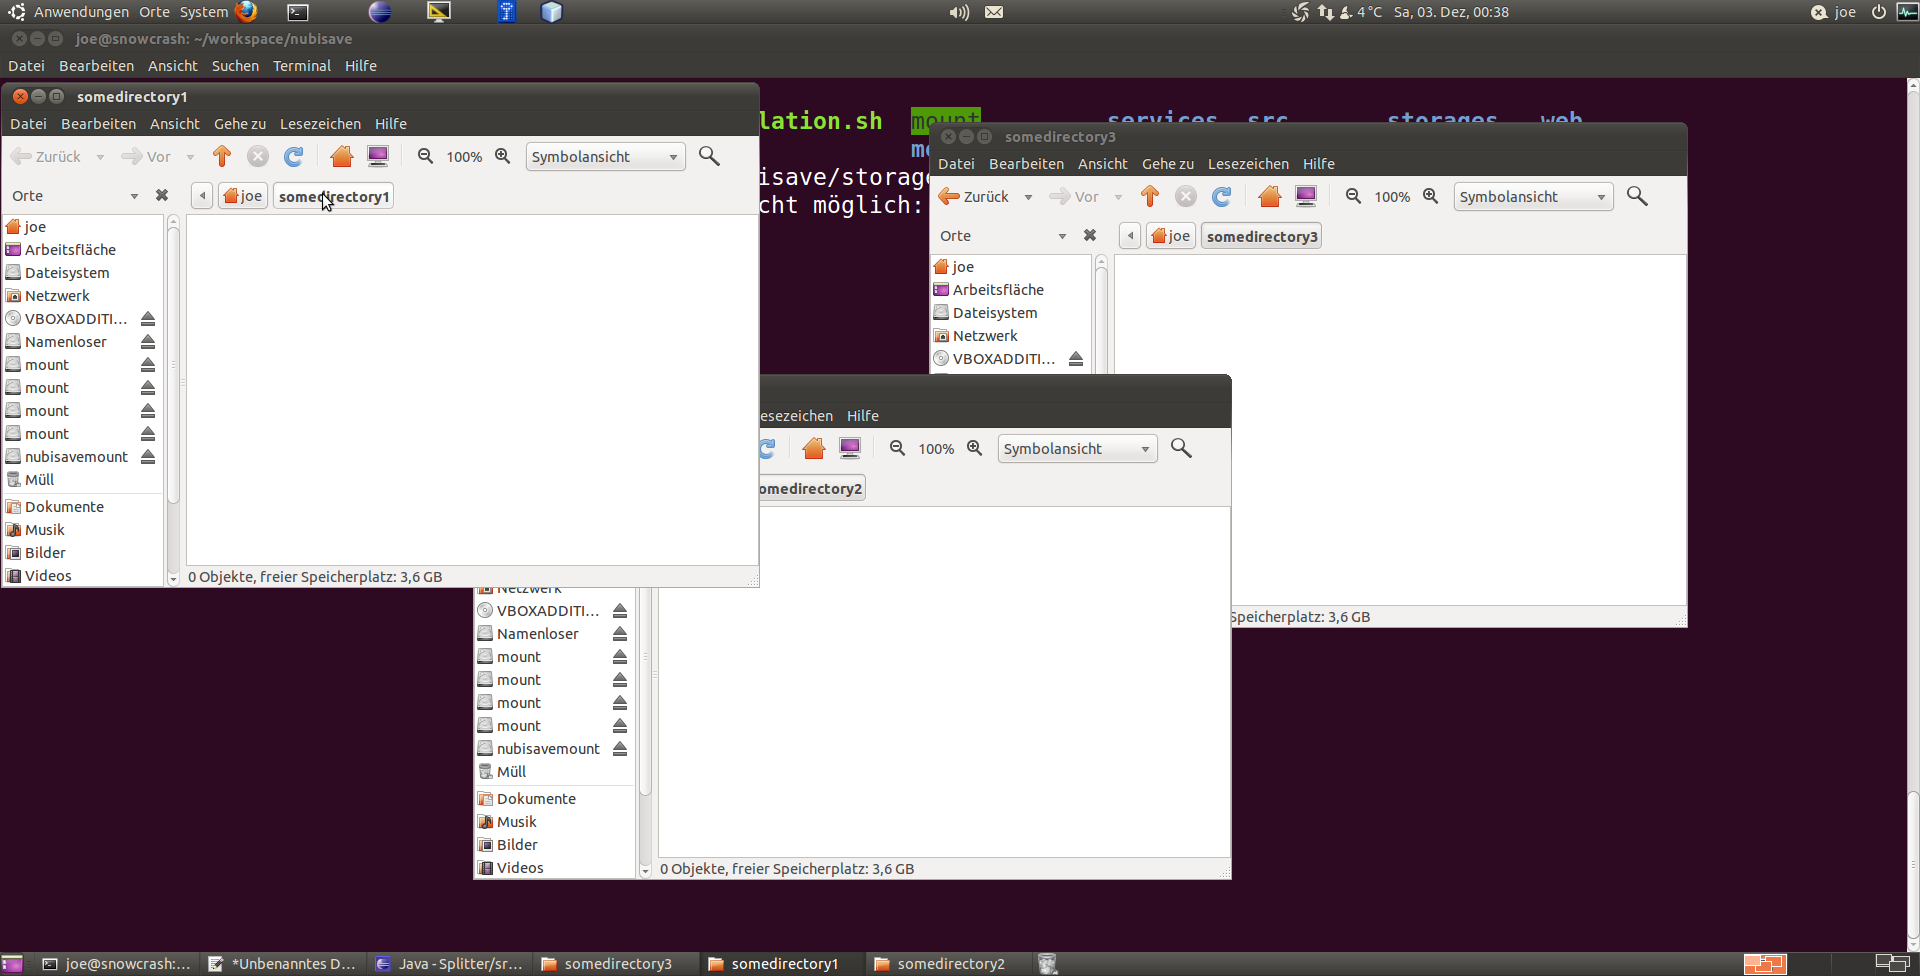 Anwendungen Orte System
4 °C Sa, 03. Dez, 00:38
joe
joe@snowcrash: ~/workspace/nubisave
Datei Bearbeiten Ansicht Suchen Terminal Hilfe
lation.sh mount services src storages web
isave/storage
cht möglich:
somedirectory1
Datei Bearbeiten Ansicht Gehe zu Lesezeichen Hilfe
Zurück Vor 100% Symbolansicht
Orte joe somedirectory1
joe
Arbeitsfläche
Dateisystem
Netzwerk
VBOXADDITI...
Namenloser
mount
mount
mount
mount
nubisavemount
Müll
Dokumente
Musik
Bilder
Videos
0 Objekte, freier Speicherplatz: 3,6 GB
somedirectory3
Datei Bearbeiten Ansicht Gehe zu Lesezeichen Hilfe
Zurück Vor 100% Symbolansicht
Orte joe somedirectory3
joe
Arbeitsfläche
Dateisystem
Netzwerk
VBOXADDITI...
Speicherplatz: 3,6 GB
esezeichen Hilfe
100% Symbolansicht
omedirectory2
Netzwerk
VBOXADDITI...
Namenloser
mount
mount
mount
mount
nubisavemount
Müll
Dokumente
Musik
Bilder
Videos
0 Objekte, freier Speicherplatz: 3,6 GB
joe@snowcrash:... *Unbenanntes D... Java - Splitter/sr... somedirectory3 somedirectory1 somedirectory2